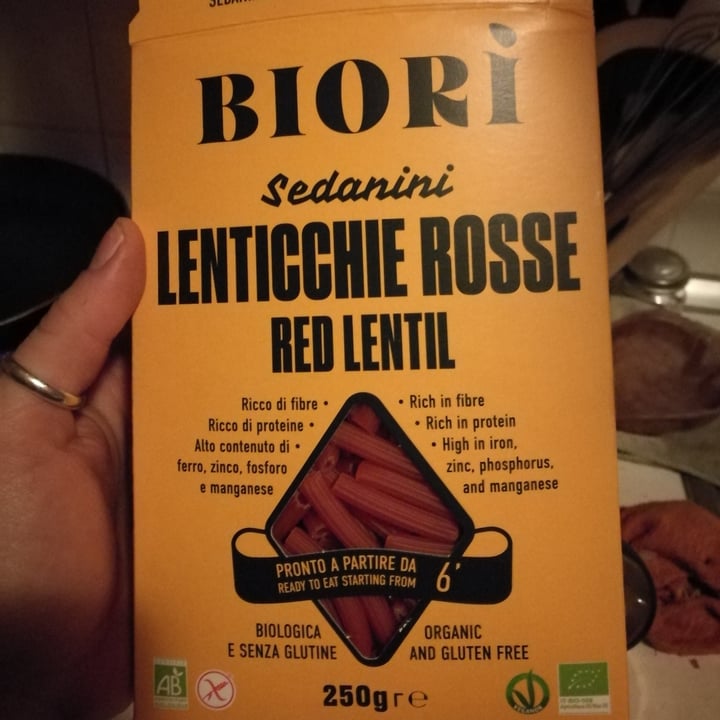 BIORÌ
Sedanini
LENTICCHIE ROSSE
RED LENTIL
Ricco di fibre •
Ricco di proteine •
Alto contenuto di •
ferro, zinco, fosforo
e manganese
• Rich in fibre
• Rich in protein
• High in iron,
zinc, phosphorus,
and manganese
PRONTO A PARTIRE DA
READY TO EAT STARTING FROM
6'
BIOLOGICA
E SENZA GLUTINE
ORGANIC
AND GLUTEN FREE
AB
250g r e